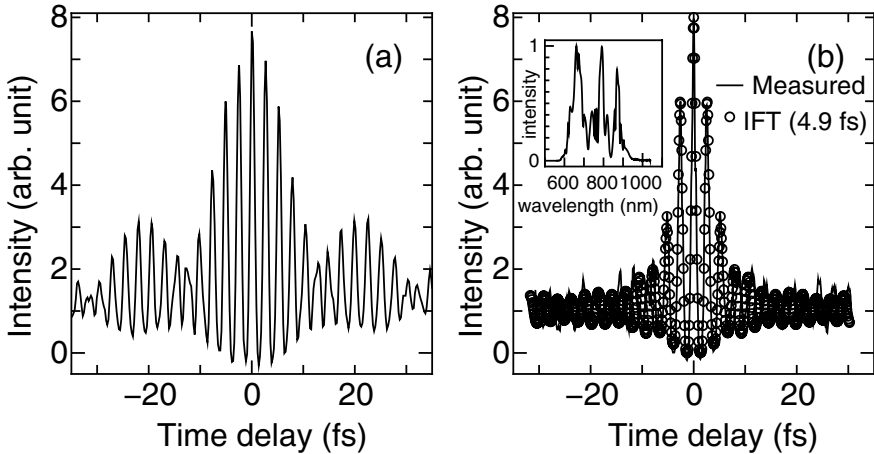 8
6
4
2
0
Intensity (arb. unit)
−20
0
20
Time delay (fs)
(a)
8
6
4
2
0
Intensity (arb. unit)
−20
0
20
Time delay (fs)
(b)
Measured
IFT (4.9 fs)
1
0
intensity
600
800
1000
wavelength (nm)